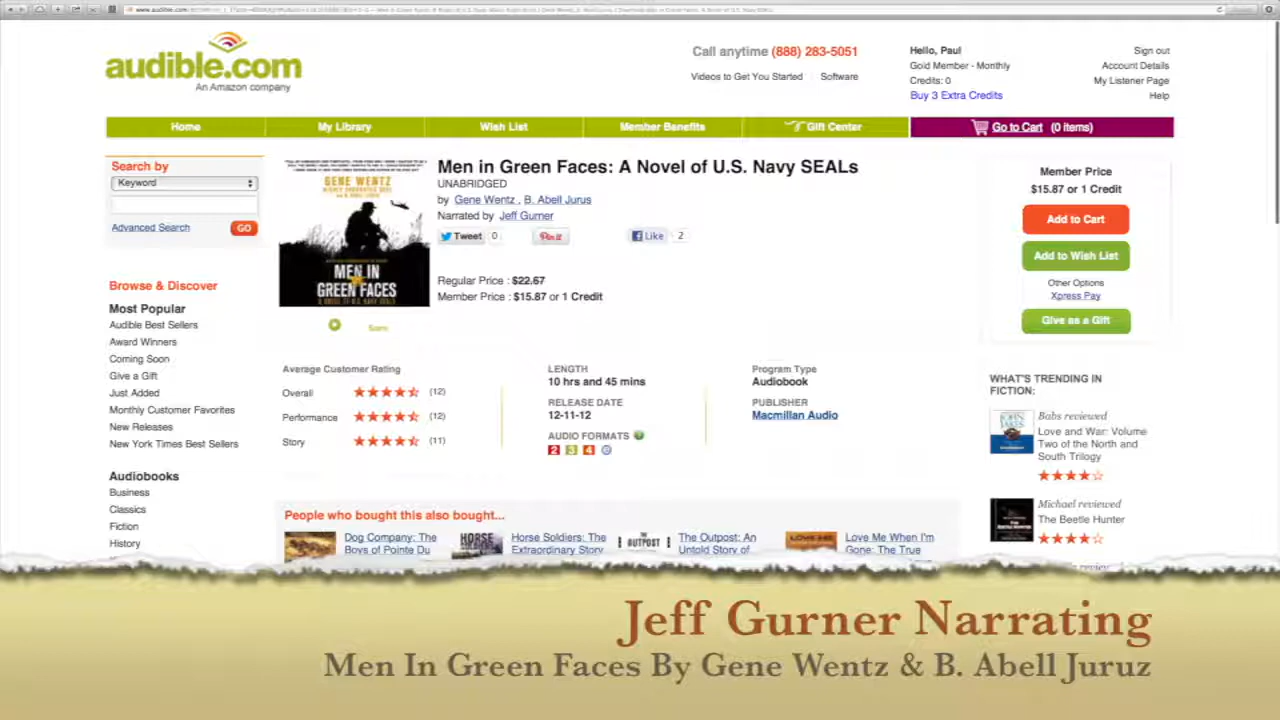 audible.com
An Amazon company
Call anytime (888) 283-5051
Videos to Get You Started
Software
Hello, Paul
Gold Member - Monthly
Credits: 0
Buy 3 Extra Credits
Sign out
Account Details
My Listener Page
Help
Home
My Library
Wish List
Member Benefits
Gift Center
Go to Cart (0 items)
Search by
Keyword
Advanced Search
GO
Browse & Discover
Most Popular
Audible Best Sellers
Award Winners
Coming Soon
Give a Gift
Just Added
Monthly Customer Favorites
New Releases
New York Times Best Sellers
Audiobooks
Business
Classics
Fiction
History
GENE WENTZ
MEN IN
GREEN FACES
A NOVEL OF U.S. NAVY SEALS
Men in Green Faces: A Novel of U.S. Navy SEALs
UNABRIDGED
by Gene Wentz , B. Abell Jurus
Narrated by Jeff Gurner
Tweet 0
Pin it
Like 2
Regular Price : $22.67
Member Price : $15.87 or 1 Credit
Average Customer Rating
Overall (12)
Performance (12)
Story (11)
LENGTH
10 hrs and 45 mins
RELEASE DATE
12-11-12
AUDIO FORMATS
2 3 4
Program Type
Audiobook
PUBLISHER
Macmillan Audio
People who bought this also bought...
Dog Company: The
Boys of Pointe Du
HORSE
Horse Soldiers: The
Extraordinary Story
THE
OUTPOST
The Outpost: An
Untold Story of
Love Me When I'm
Gone: The True
Member Price
$15.87 or 1 Credit
Add to Cart
Add to Wish List
Other Options
Xpress Pay
Give as a Gift
WHAT'S TRENDING IN
FICTION:
JOHN
JAKES
Babs reviewed
Love and War: Volume
Two of the North and
South Trilogy
Michael reviewed
The Beetle Hunter
Jeff Gurner Narrating
Men In Green Faces By Gene Wentz & B. Abell Juruz